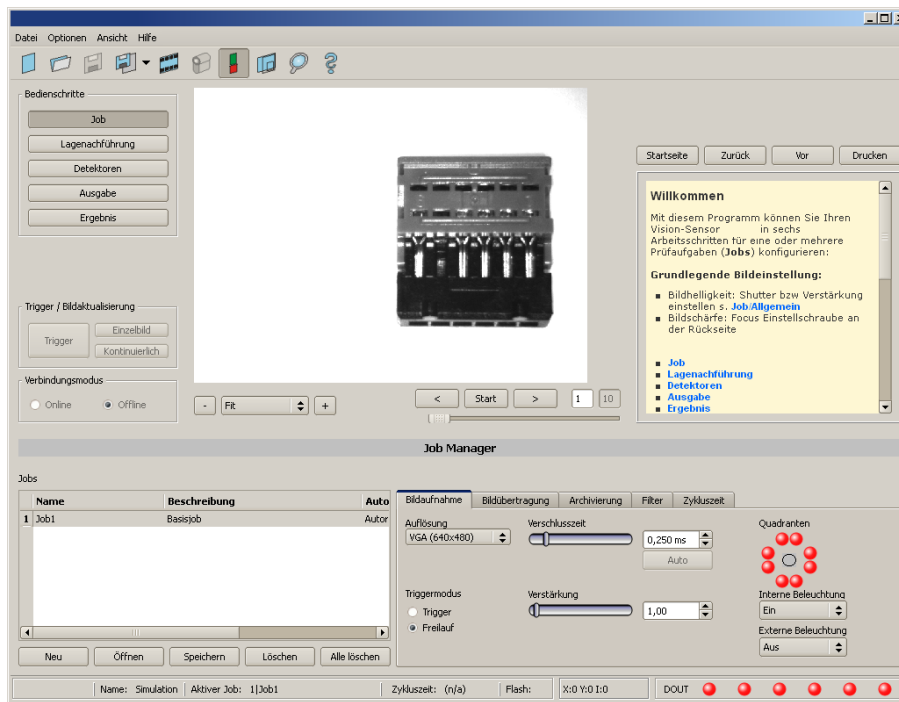 Datei Optionen Ansicht Hilfe
Bedienschritte
Job
Lagenachführung
Detektoren
Ausgabe
Ergebnis
Trigger / Bildaktualisierung
Trigger
Einzelbild
Kontinuierlich
Verbindungsmodus
Online Offline
- Fit +
< Start > 1 10
Startseite Zurück Vor Drucken
Willkommen
Mit diesem Programm können Sie Ihren
Vision-Sensor in sechs
Arbeitsschritten für eine oder mehrere
Prüfaufgaben (Jobs) konfigurieren:
Grundlegende Bildeinstellung:
Bildhelligkeit: Shutter bzw Verstärkung
einstellen s. Job/Allgemein
Bildschärfe: Focus Einstellschraube an
der Rückseite
Job
Lagenachführung
Detektoren
Ausgabe
Ergebnis
Job Manager
Jobs
Name Beschreibung Auto
1 Job1 Basisjob Autor
Neu Öffnen Speichern Löschen Alle löschen
Bildaufnahme Bildübertragung Archivierung Filter Zykluszeit
Auflösung
VGA (640x480)
Verschlusszeit
0,250 ms
Auto
Quadranten
Triggermodus
Trigger
Freilauf
Verstärkung
1,00
Interne Beleuchtung
Ein
Externe Beleuchtung
Aus
Name: Simulation Aktiver Job: 1|Job1 Zykluszeit: (n/a) Flash: X:0 Y:0 I:0 DOUT